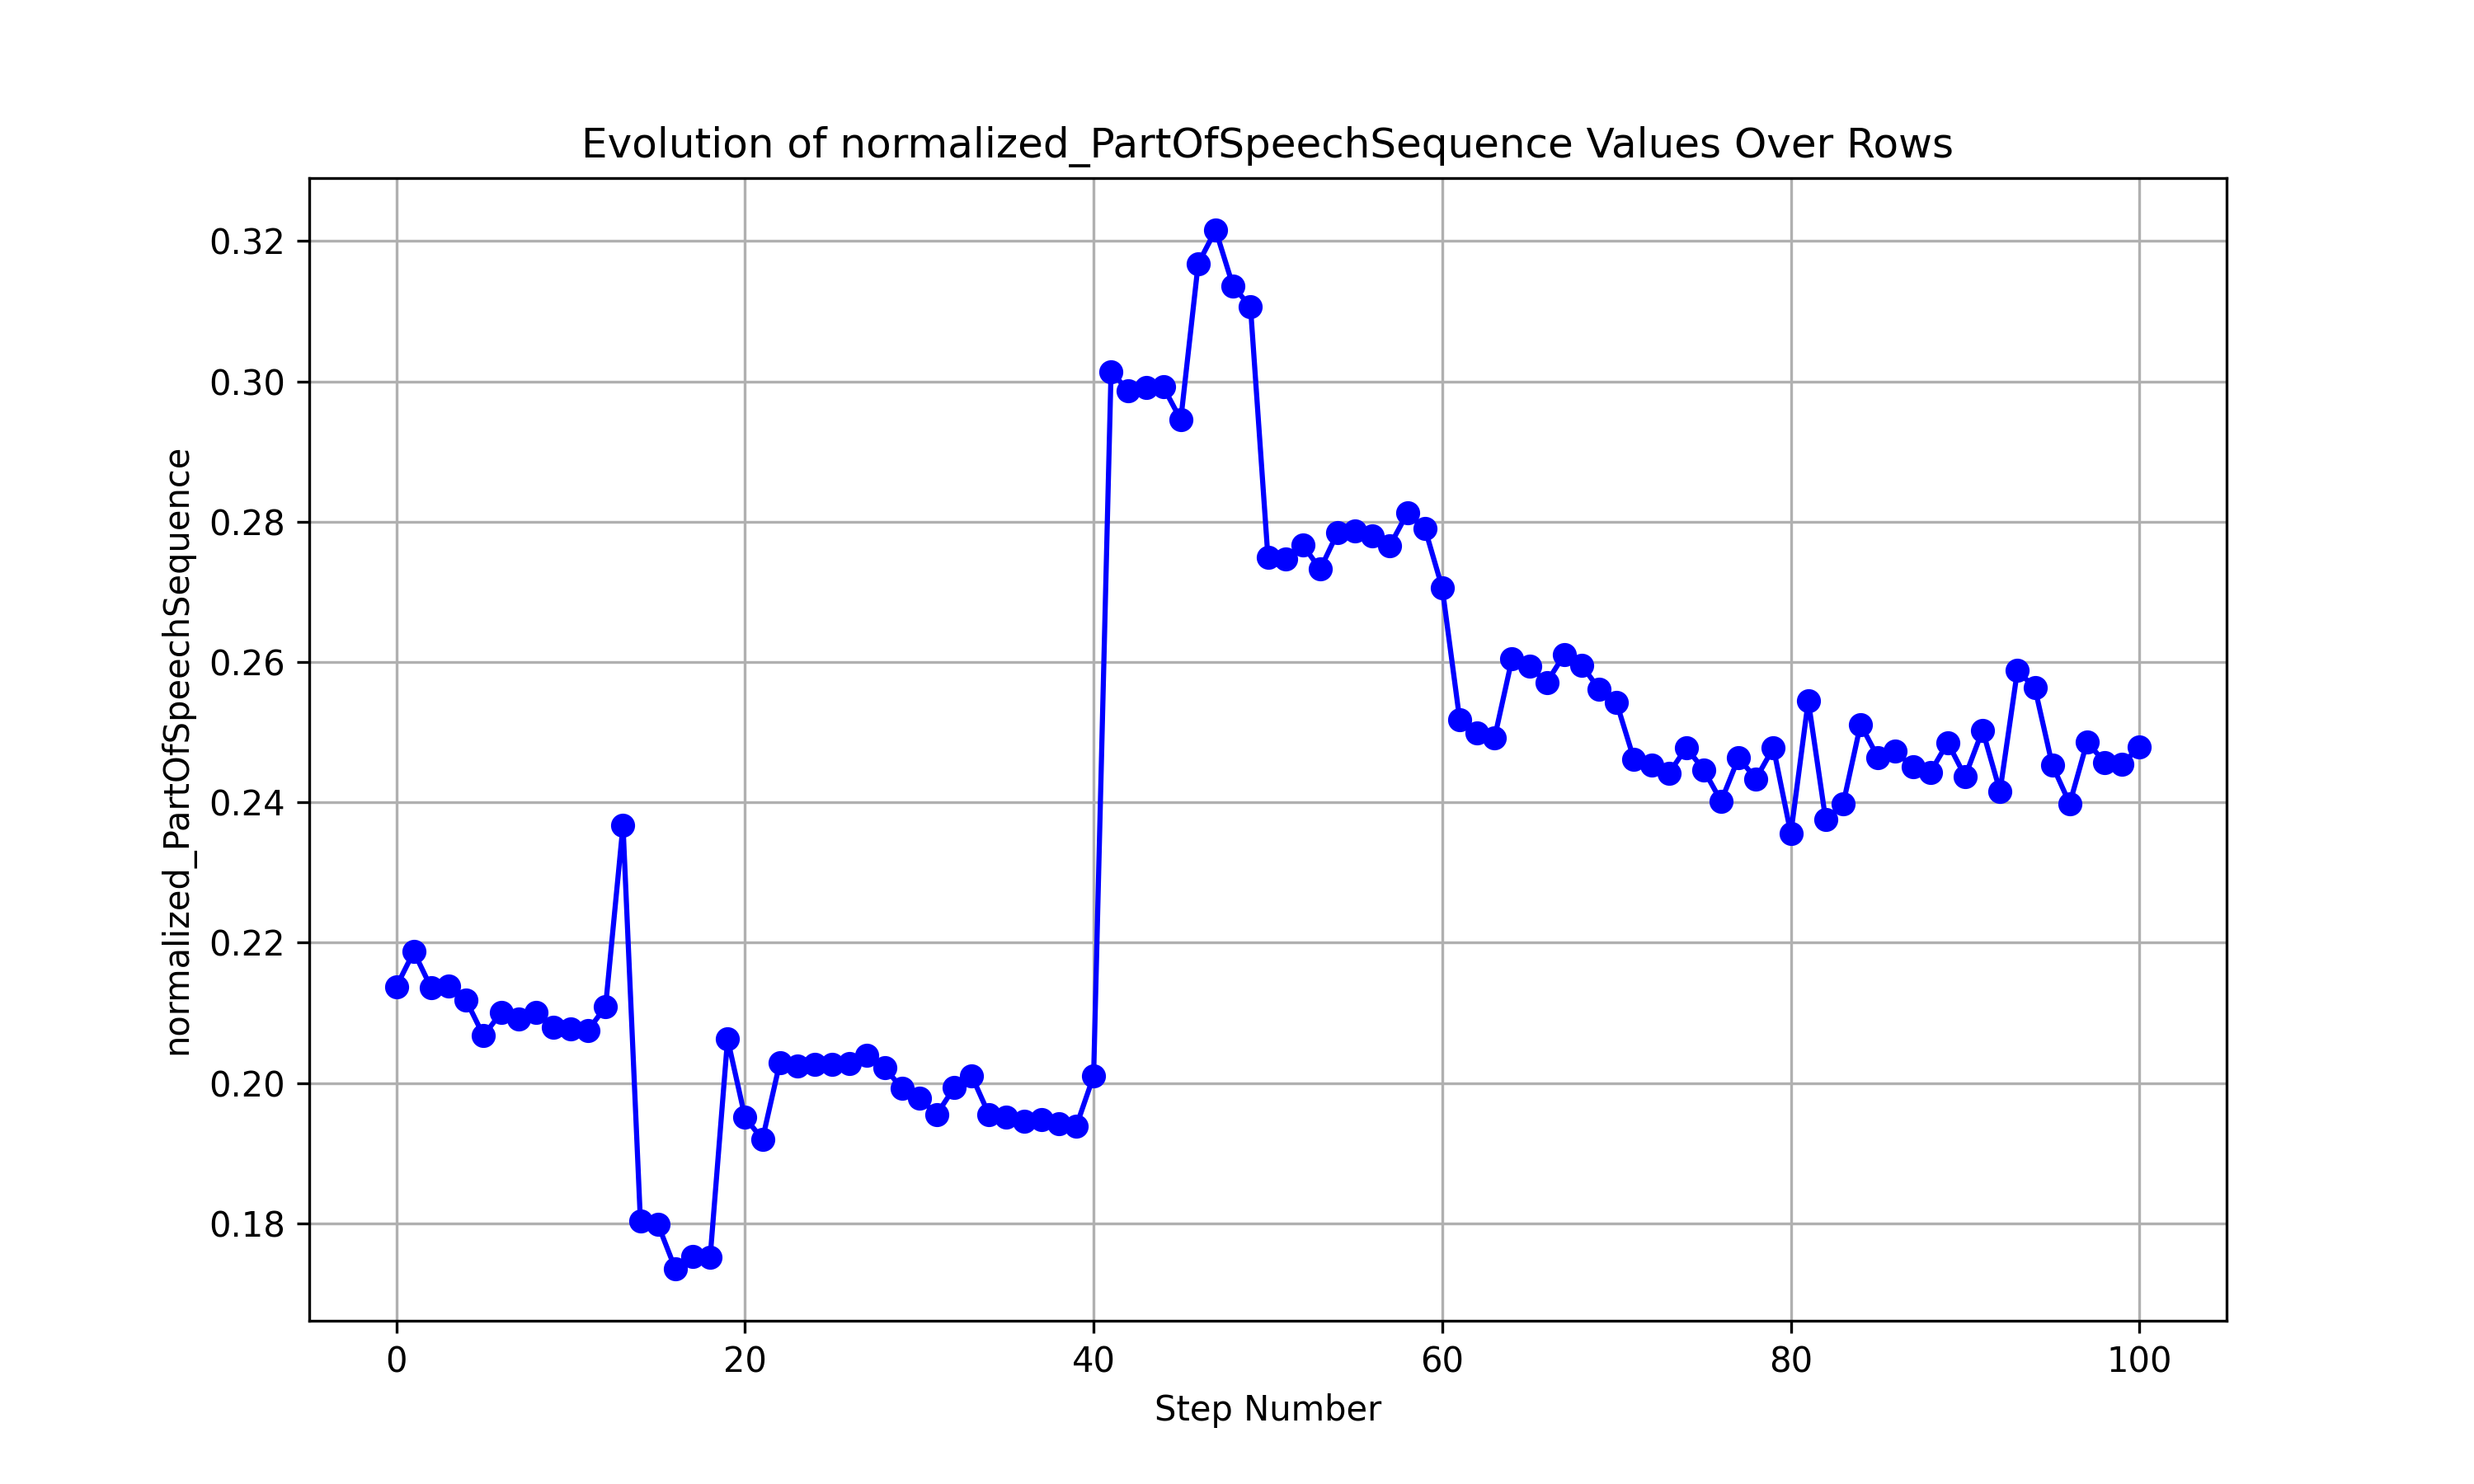 Evolution of normalized_PartOfSpeechSequence Values Over Rows
normalized_PartOfSpeechSequence
0.32
0.30
0.28
0.26
0.24
0.22
0.20
0.18
0 20 40 60 80 100
Step Number